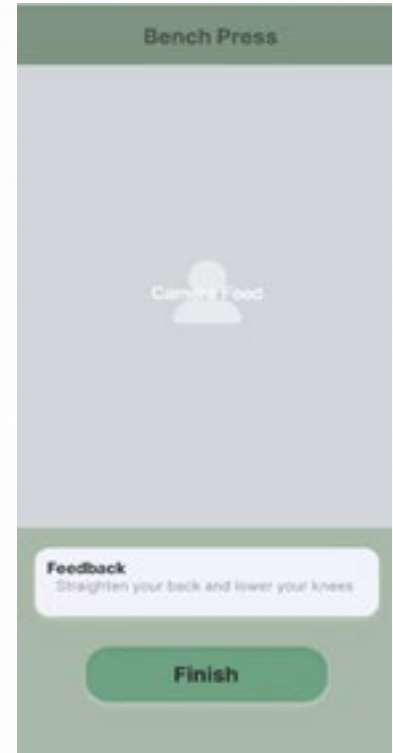 Bench Press
Camera Feed
Feedback
Straighten your back and lower your knees
Finish